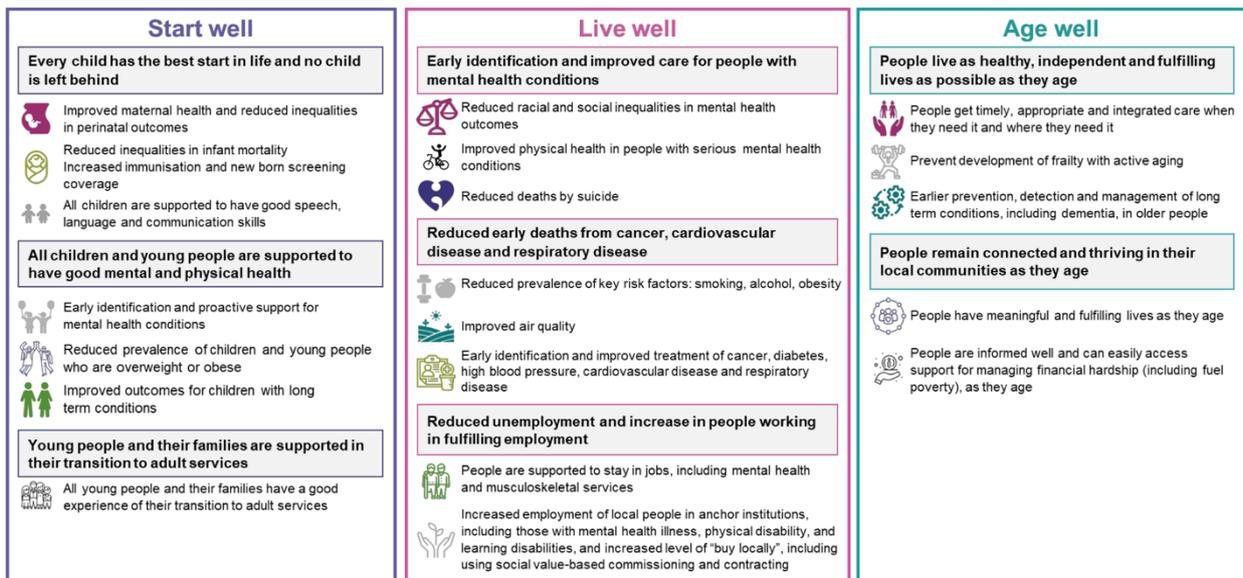 Start well
Every child has the best start in life and no child
is left behind
Improved maternal health and reduced inequalities
in perinatal outcomes
Reduced inequalities in infant mortality
Increased immunisation and new born screening
coverage
All children are supported to have good speech,
language and communication skills
All children and young people are supported to
have good mental and physical health
Early identification and proactive support for
mental health conditions
Reduced prevalence of children and young people
who are overweight or obese
Improved outcomes for children with long
term conditions
Young people and their families are supported in
their transition to adult services
All young people and their families have a good
experience of their transition to adult services
Live well
Early identification and improved care for people with
mental health conditions
Reduced racial and social inequalities in mental health
outcomes
Improved physical health in people with serious mental health
conditions
Reduced deaths by suicide
Reduced early deaths from cancer, cardiovascular
disease and respiratory disease
Reduced prevalence of key risk factors: smoking, alcohol, obesity
Improved air quality
Early identification and improved treatment of cancer, diabetes,
high blood pressure, cardiovascular disease and respiratory
disease
Reduced unemployment and increase in people working
in fulfilling employment
People are supported to stay in jobs, including mental health
and musculoskeletal services
Increased employment of local people in anchor institutions,
including those with mental health illness, physical disability, and
learning disabilities, and increased level of “buy locally”, including
using social value-based commissioning and contracting
Age well
People live as healthy, independent and fulfilling
lives as possible as they age
People get timely, appropriate and integrated care when
they need it and where they need it
Prevent development of frailty with active aging
Earlier prevention, detection and management of long
term conditions, including dementia, in older people
People remain connected and thriving in their
local communities as they age
People have meaningful and fulfilling lives as they age
People are informed well and can easily access
support for managing financial hardship (including fuel
poverty), as they age